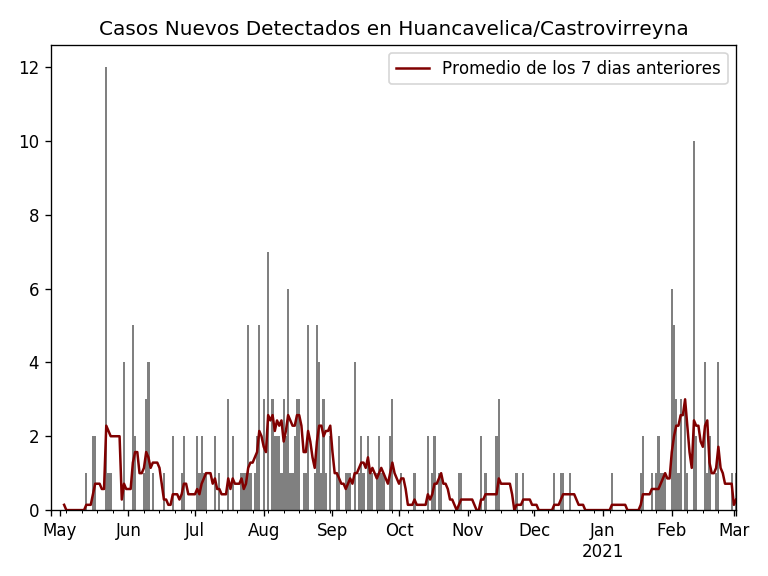 Casos Nuevos Detectados en Huancavelica/Castrovirreyna
Promedio de los 7 dias anteriores
12
10
8
6
4
2
0
May Jun Jul Aug Sep Oct Nov Dec Jan Feb Mar
2021